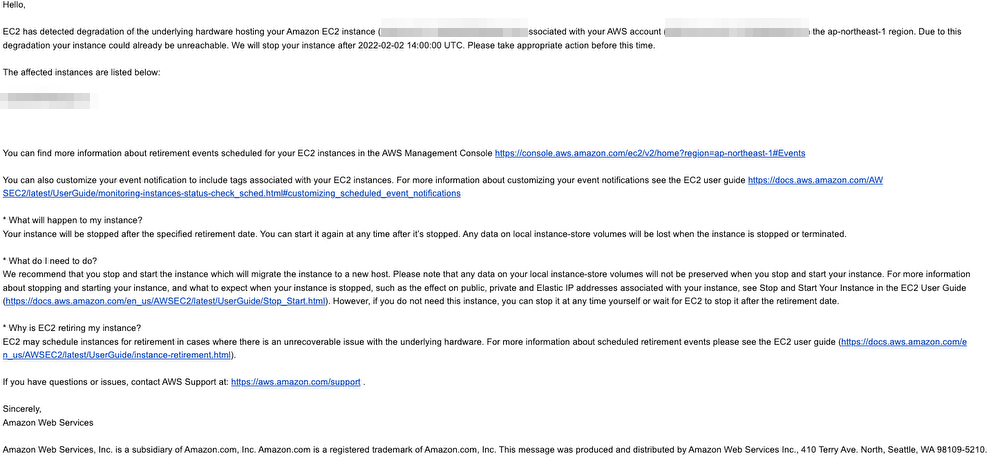 Hello,
EC2 has detected degradation of the underlying hardware hosting your Amazon EC2 instance ( ssociated with your AWS account ( the ap-northeast-1 region. Due to this
degradation your instance could already be unreachable. We will stop your instance after 2022-02-02 14:00:00 UTC. Please take appropriate action before this time.
The affected instances are listed below:
You can find more information about retirement events scheduled for your EC2 instances in the AWS Management Console https://console.aws.amazon.com/ec2/v2/home?region=ap-northeast-1#Events
You can also customize your event notification to include tags associated with your EC2 instances. For more information about customizing your event notifications see the EC2 user guide https://docs.aws.amazon.com/AW
SEC2/latest/UserGuide/monitoring-instances-status-check_sched.html#customizing_scheduled_event_notifications
* What will happen to my instance?
Your instance will be stopped after the specified retirement date. You can start it again at any time after it's stopped. Any data on local instance-store volumes will be lost when the instance is stopped or terminated.
* What do I need to do?
We recommend that you stop and start the instance which will migrate the instance to a new host. Please note that any data on your local instance-store volumes will not be preserved when you stop and start your instance. For more information
about stopping and starting your instance, and what to expect when your instance is stopped, such as the effect on public, private and Elastic IP addresses associated with your instance, see Stop and Start Your Instance in the EC2 User Guide
(https://docs.aws.amazon.com/en_us/AWSEC2/latest/UserGuide/Stop_Start.html). However, if you do not need this instance, you can stop it at any time yourself or wait for EC2 to stop it after the retirement date.
* Why is EC2 retiring my instance?
EC2 may schedule instances for retirement in cases where there is an unrecoverable issue with the underlying hardware. For more information about scheduled retirement events please see the EC2 user guide (https://docs.aws.amazon.com/e
n_us/AWSEC2/latest/UserGuide/instance-retirement.html).
If you have questions or issues, contact AWS Support at: https://aws.amazon.com/support .
Sincerely,
Amazon Web Services
Amazon Web Services, Inc. is a subsidiary of Amazon.com, Inc. Amazon.com is a registered trademark of Amazon.com, Inc. This message was produced and distributed by Amazon Web Services Inc., 410 Terry Ave. North, Seattle, WA 98109-5210.